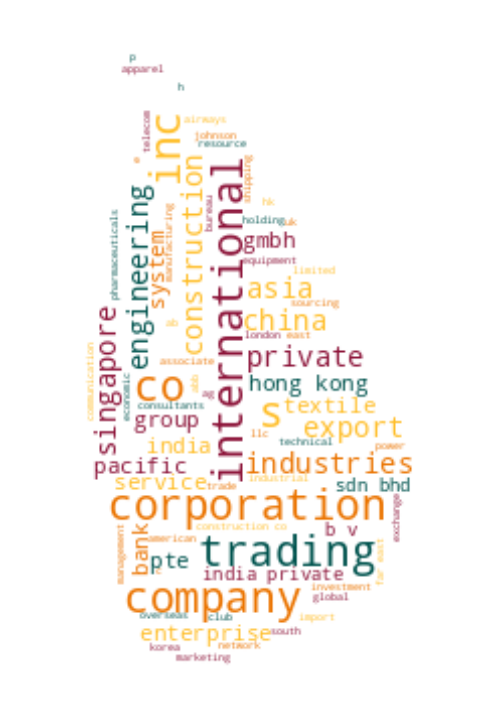 p
apparel
h
telecom
inc
airways
johnson
resource
e
construction
international
shipping
engineering
system
manufacturing
bureau
hk
pharmaceuticals
holding
uk
gmbh
equipment
limited
asia
sourcing
singapore
china
ab
london
east
communication
associate
private
economic
co
abb
ag
hong kong
consultants
s
textile
group
export
llc
technical
india
power
pacific
industries
service
trade
industrial
sdn bhd
corporation
exchange
construction co
b v
management
bank
american
trading
pte
far east
india private
company
investment
global
overseas
club
import
enterprise
south
korea
network
marketing